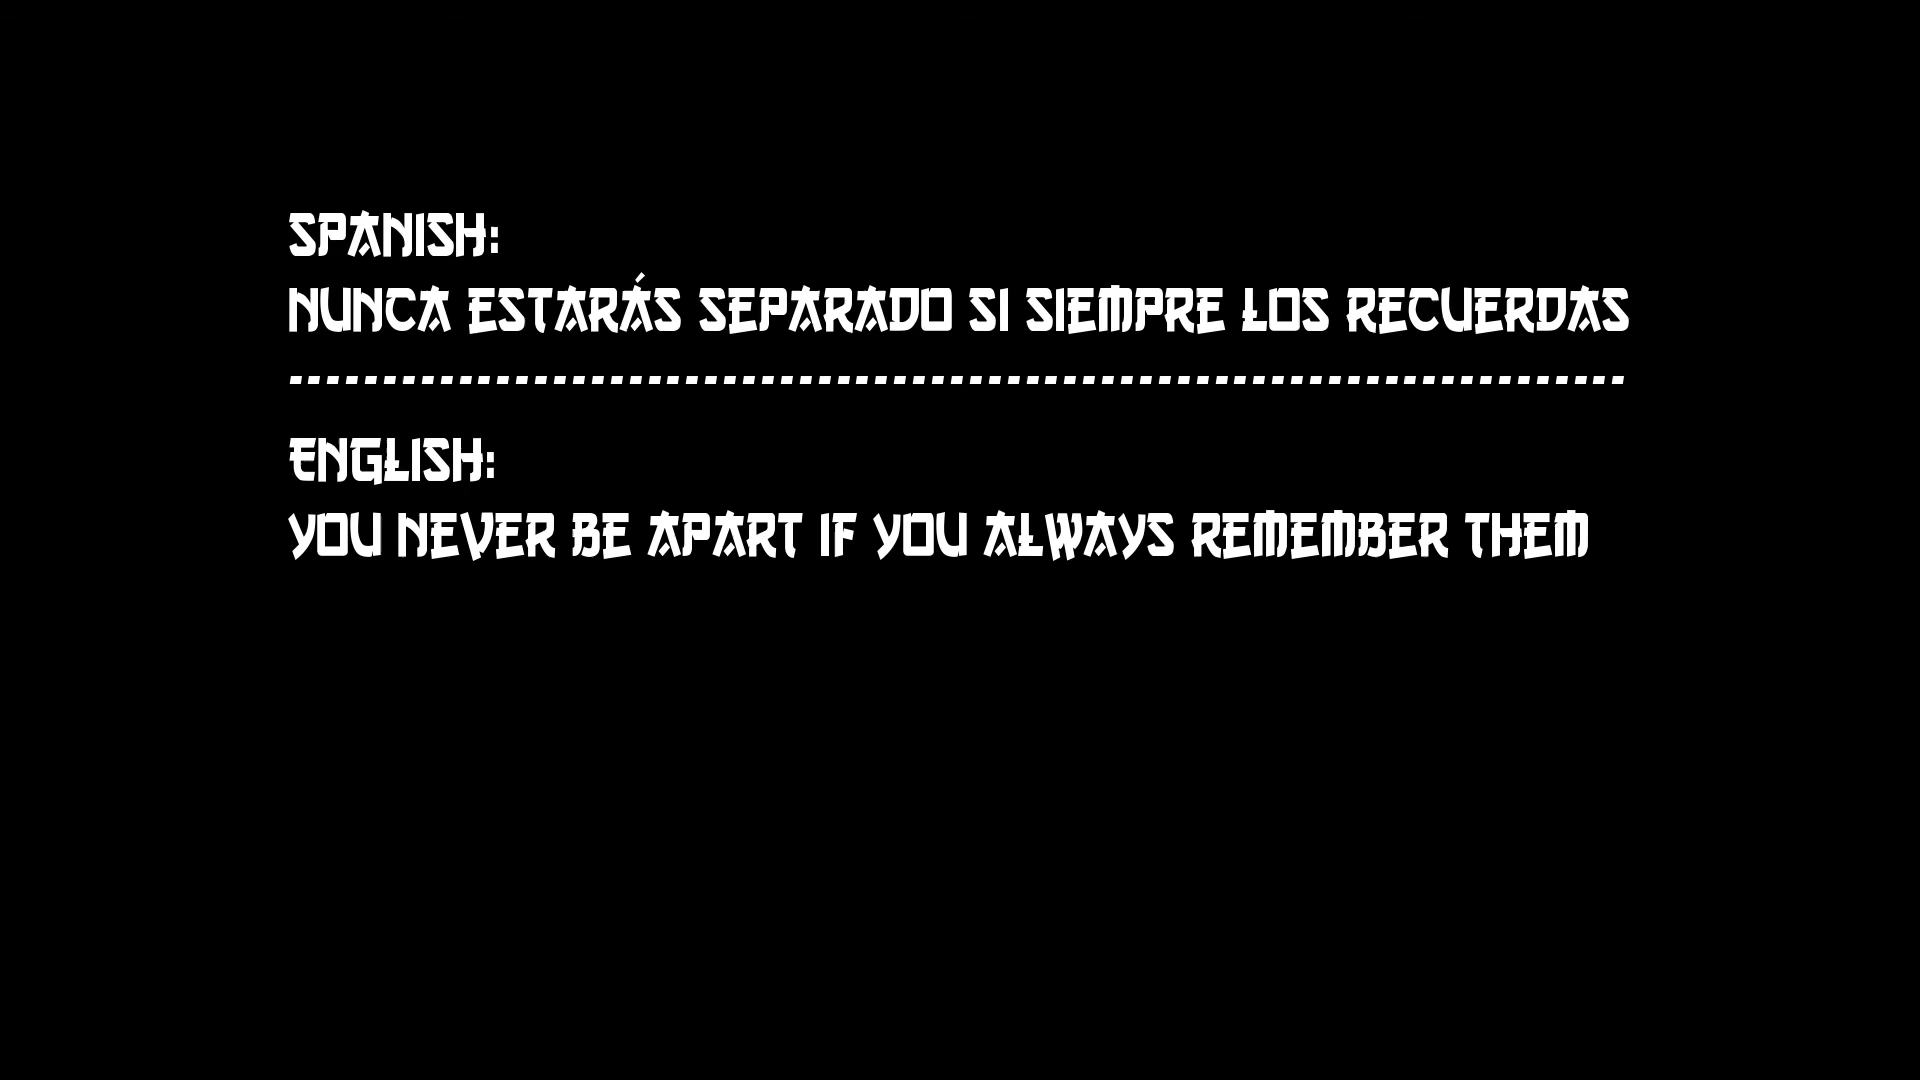 SPANISH:
NUNCA ESTARÁS SEPARADO SI SIEMPRE LOS RECUERDAS
-----------------------------------------------------------------------
ENGLISH:
YOU NEVER BE APART IF YOU ALWAYS REMEMBER THEM